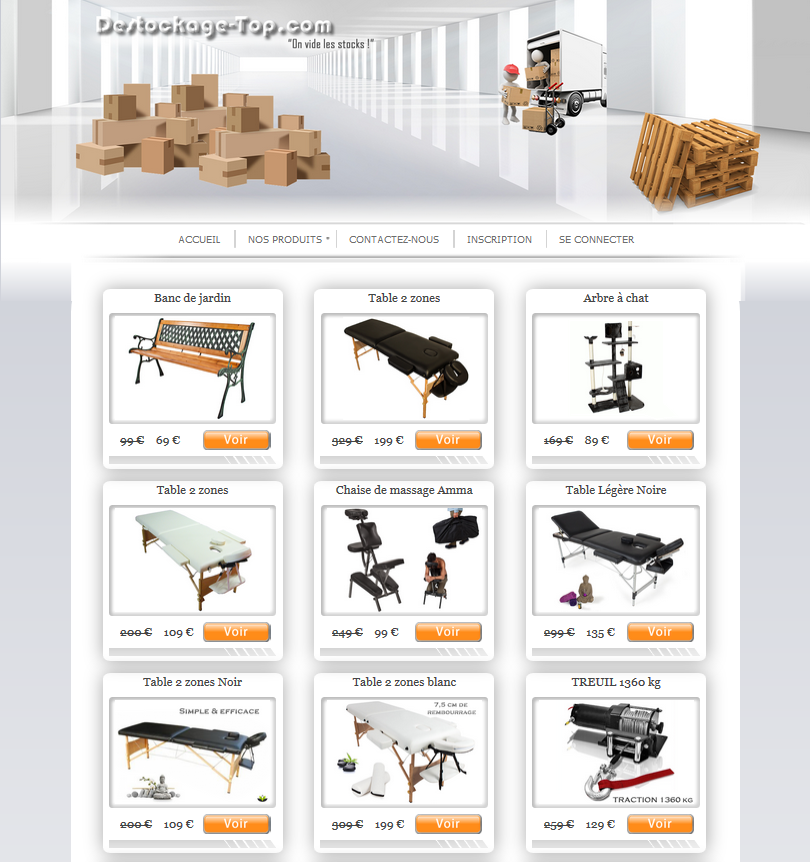 Destockage-Top.com
"On vide les stocks !"
ACCUEIL NOS PRODUITS * CONTACTEZ-NOUS INSCRIPTION SE CONNECTER
Banc de jardin
99 € 69 € Voir
Table 2 zones
329 € 199 € Voir
Arbre à chat
169 € 89 € Voir
Table 2 zones
200 € 109 € Voir
Chaise de massage Amma
249 € 99 € Voir
Table Légère Noire
299 € 135 € Voir
Table 2 zones Noir
Simple & efficace
200 € 109 € Voir
Table 2 zones blanc
7,5 cm de
rembourrage
309 € 199 € Voir
TREUIL 1360 kg
Traction 1360 kg
259 € 129 € Voir